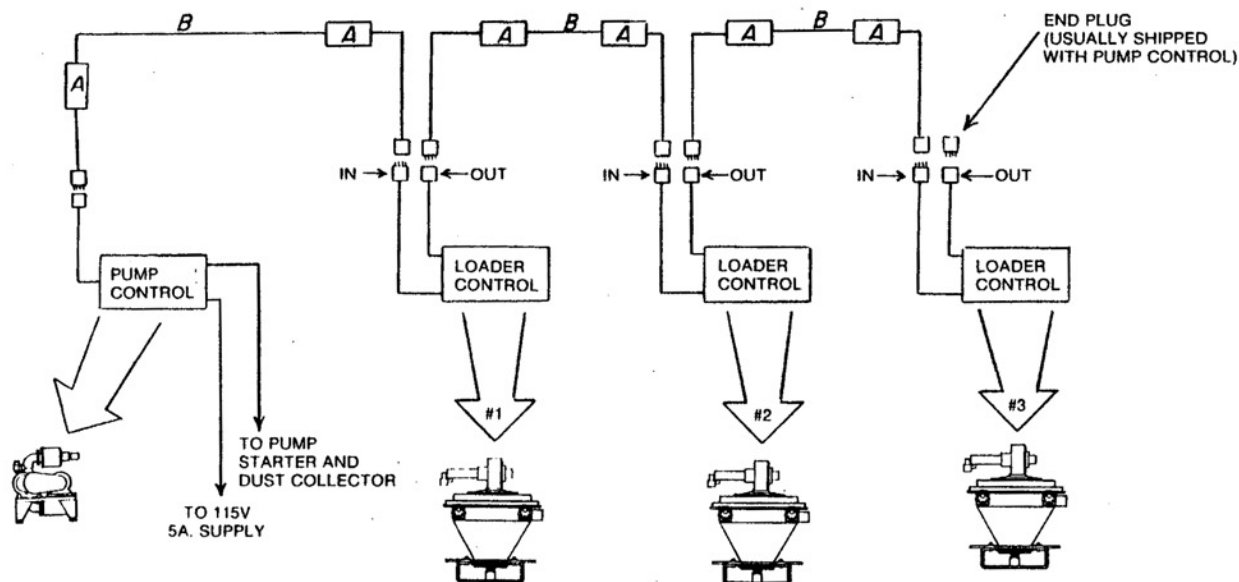 B
A
A
B
A
A
B
A
A
END PLUG
(USUALLY SHIPPED
WITH PUMP CONTROL)
IN
OUT
IN
OUT
IN
OUT
PUMP
CONTROL
LOADER
CONTROL
LOADER
CONTROL
LOADER
CONTROL
#1
#2
#3
TO PUMP
STARTER AND
DUST COLLECTOR
TO 115V
5A. SUPPLY